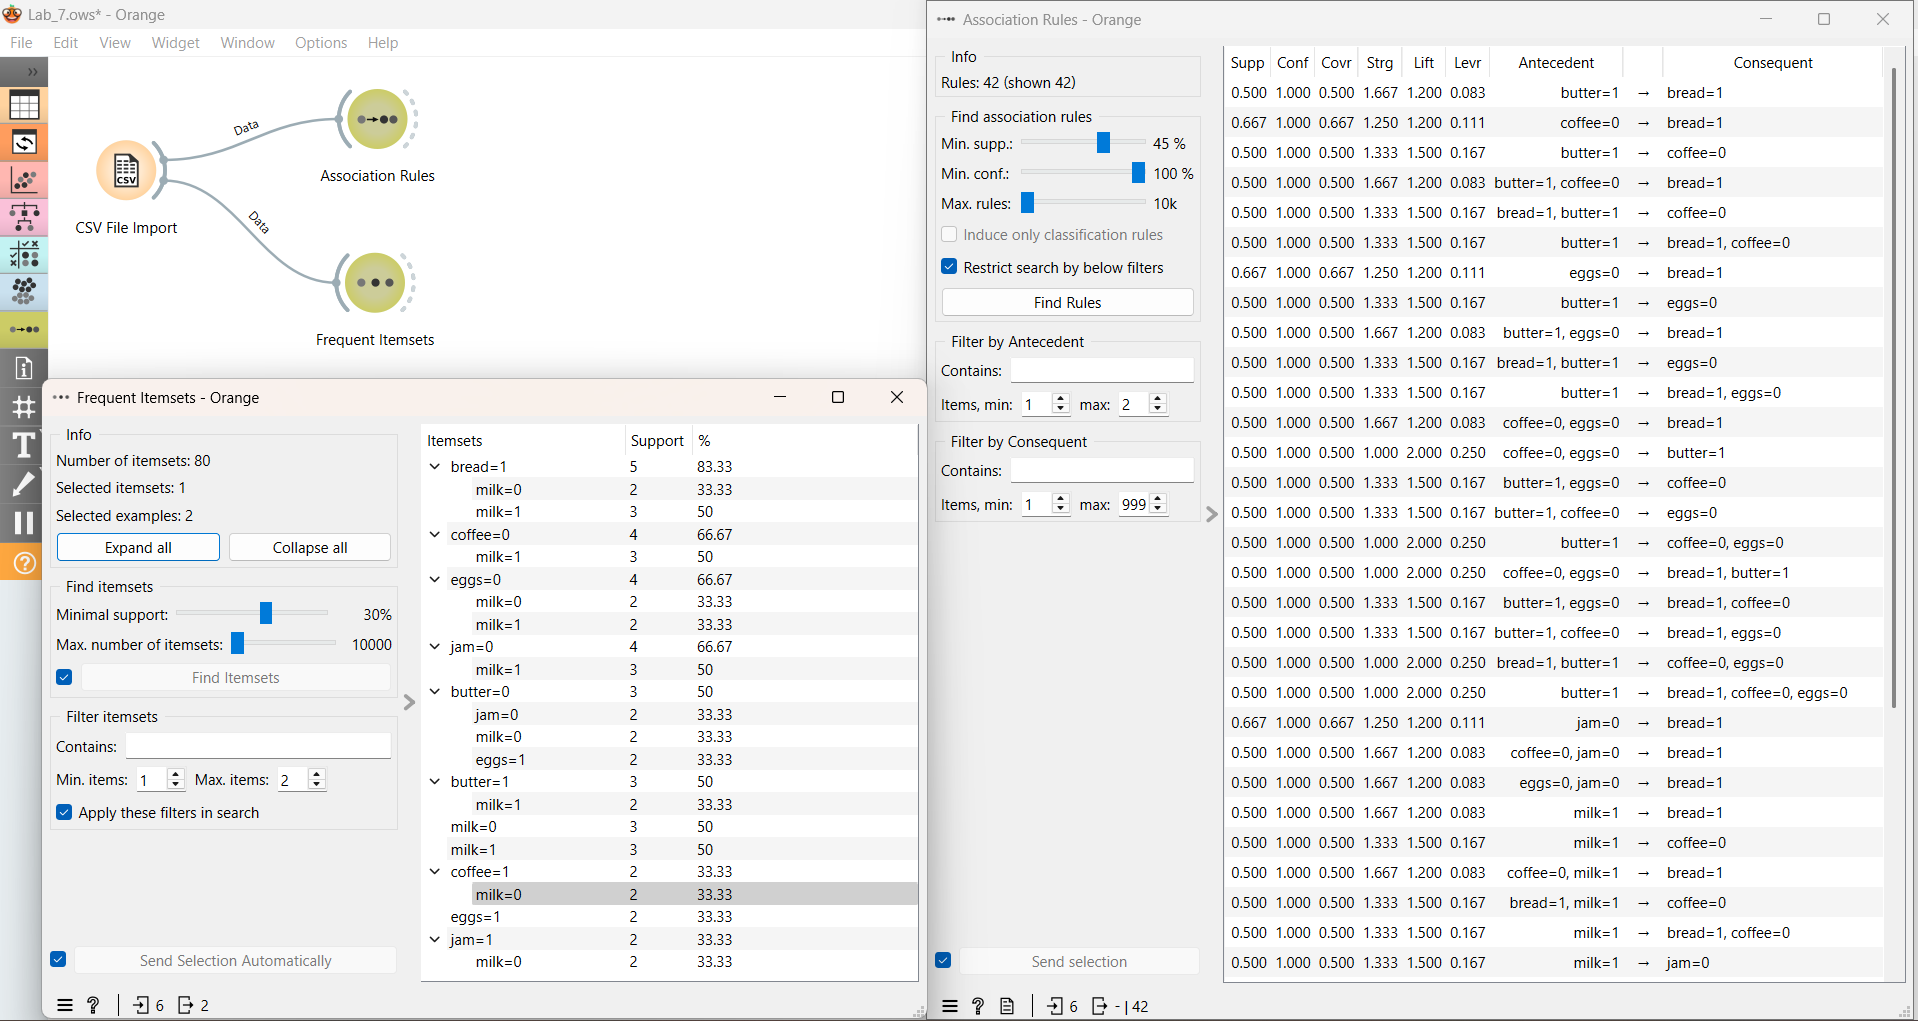 Lab_7.ows* - Orange
File Edit View Widget Window Options Help
CSV
CSV File Import
Data
Association Rules
Data
Frequent Itemsets
Frequent Itemsets - Orange
Info
Number of itemsets: 80
Selected itemsets: 1
Selected examples: 2
Expand all Collapse all
Find itemsets
Minimal support: 30%
Max. number of itemsets: 10000
Find Itemsets
Filter itemsets
Contains:
Min. items: 1 Max. items: 2
Apply these filters in search
Send Selection Automatically
6 2
Itemsets Support %
bread=1 5 83.33
milk=0 2 33.33
milk=1 3 50
coffee=0 4 66.67
milk=1 3 50
eggs=0 4 66.67
milk=0 2 33.33
milk=1 2 33.33
jam=0 4 66.67
milk=1 3 50
butter=0 3 50
jam=0 2 33.33
milk=0 2 33.33
eggs=1 2 33.33
butter=1 3 50
milk=1 2 33.33
milk=0 3 50
milk=1 3 50
coffee=1 2 33.33
milk=0 2 33.33
eggs=1 2 33.33
jam=1 2 33.33
milk=0 2 33.33
Association Rules - Orange
Info
Rules: 42 (shown 42)
Find association rules
Min. supp.: 45 %
Min. conf.: 100 %
Max. rules: 10k
Induce only classification rules
Restrict search by below filters
Find Rules
Filter by Antecedent
Contains:
Items, min: 1 max: 2
Filter by Consequent
Contains:
Items, min: 1 max: 999
Send selection
6 - | 42
Supp Conf Covr Strg Lift Levr Antecedent Consequent
0.500 1.000 0.500 1.667 1.200 0.083 butter=1 → bread=1
0.667 1.000 0.667 1.250 1.200 0.111 coffee=0 → bread=1
0.500 1.000 0.500 1.333 1.500 0.167 butter=1 → coffee=0
0.500 1.000 0.500 1.667 1.200 0.083 butter=1, coffee=0 → bread=1
0.500 1.000 0.500 1.333 1.500 0.167 bread=1, butter=1 → coffee=0
0.500 1.000 0.500 1.333 1.500 0.167 butter=1 → bread=1, coffee=0
0.667 1.000 0.667 1.250 1.200 0.111 eggs=0 → bread=1
0.500 1.000 0.500 1.333 1.500 0.167 butter=1 → eggs=0
0.500 1.000 0.500 1.667 1.200 0.083 butter=1, eggs=0 → bread=1
0.500 1.000 0.500 1.333 1.500 0.167 bread=1, butter=1 → eggs=0
0.500 1.000 0.500 1.333 1.500 0.167 butter=1 → bread=1, eggs=0
0.500 1.000 0.500 1.667 1.200 0.083 coffee=0, eggs=0 → bread=1
0.500 1.000 0.500 1.000 2.000 0.250 coffee=0, eggs=0 → butter=1
0.500 1.000 0.500 1.333 1.500 0.167 butter=1, eggs=0 → coffee=0
0.500 1.000 0.500 1.333 1.500 0.167 butter=1, coffee=0 → eggs=0
0.500 1.000 0.500 1.000 2.000 0.250 butter=1 → coffee=0, eggs=0
0.500 1.000 0.500 1.000 2.000 0.250 coffee=0, eggs=0 → bread=1, butter=1
0.500 1.000 0.500 1.333 1.500 0.167 butter=1, eggs=0 → bread=1, coffee=0
0.500 1.000 0.500 1.333 1.500 0.167 butter=1, coffee=0 → bread=1, eggs=0
0.500 1.000 0.500 1.000 2.000 0.250 bread=1, butter=1 → coffee=0, eggs=0
0.500 1.000 0.500 1.000 2.000 0.250 butter=1 → bread=1, coffee=0, eggs=0
0.667 1.000 0.667 1.250 1.200 0.111 jam=0 → bread=1
0.500 1.000 0.500 1.667 1.200 0.083 coffee=0, jam=0 → bread=1
0.500 1.000 0.500 1.667 1.200 0.083 eggs=0, jam=0 → bread=1
0.500 1.000 0.500 1.667 1.200 0.083 milk=1 → bread=1
0.500 1.000 0.500 1.333 1.500 0.167 milk=1 → coffee=0
0.500 1.000 0.500 1.667 1.200 0.083 coffee=0, milk=1 → bread=1
0.500 1.000 0.500 1.333 1.500 0.167 bread=1, milk=1 → coffee=0
0.500 1.000 0.500 1.333 1.500 0.167 milk=1 → bread=1, coffee=0
0.500 1.000 0.500 1.333 1.500 0.167 milk=1 → jam=0